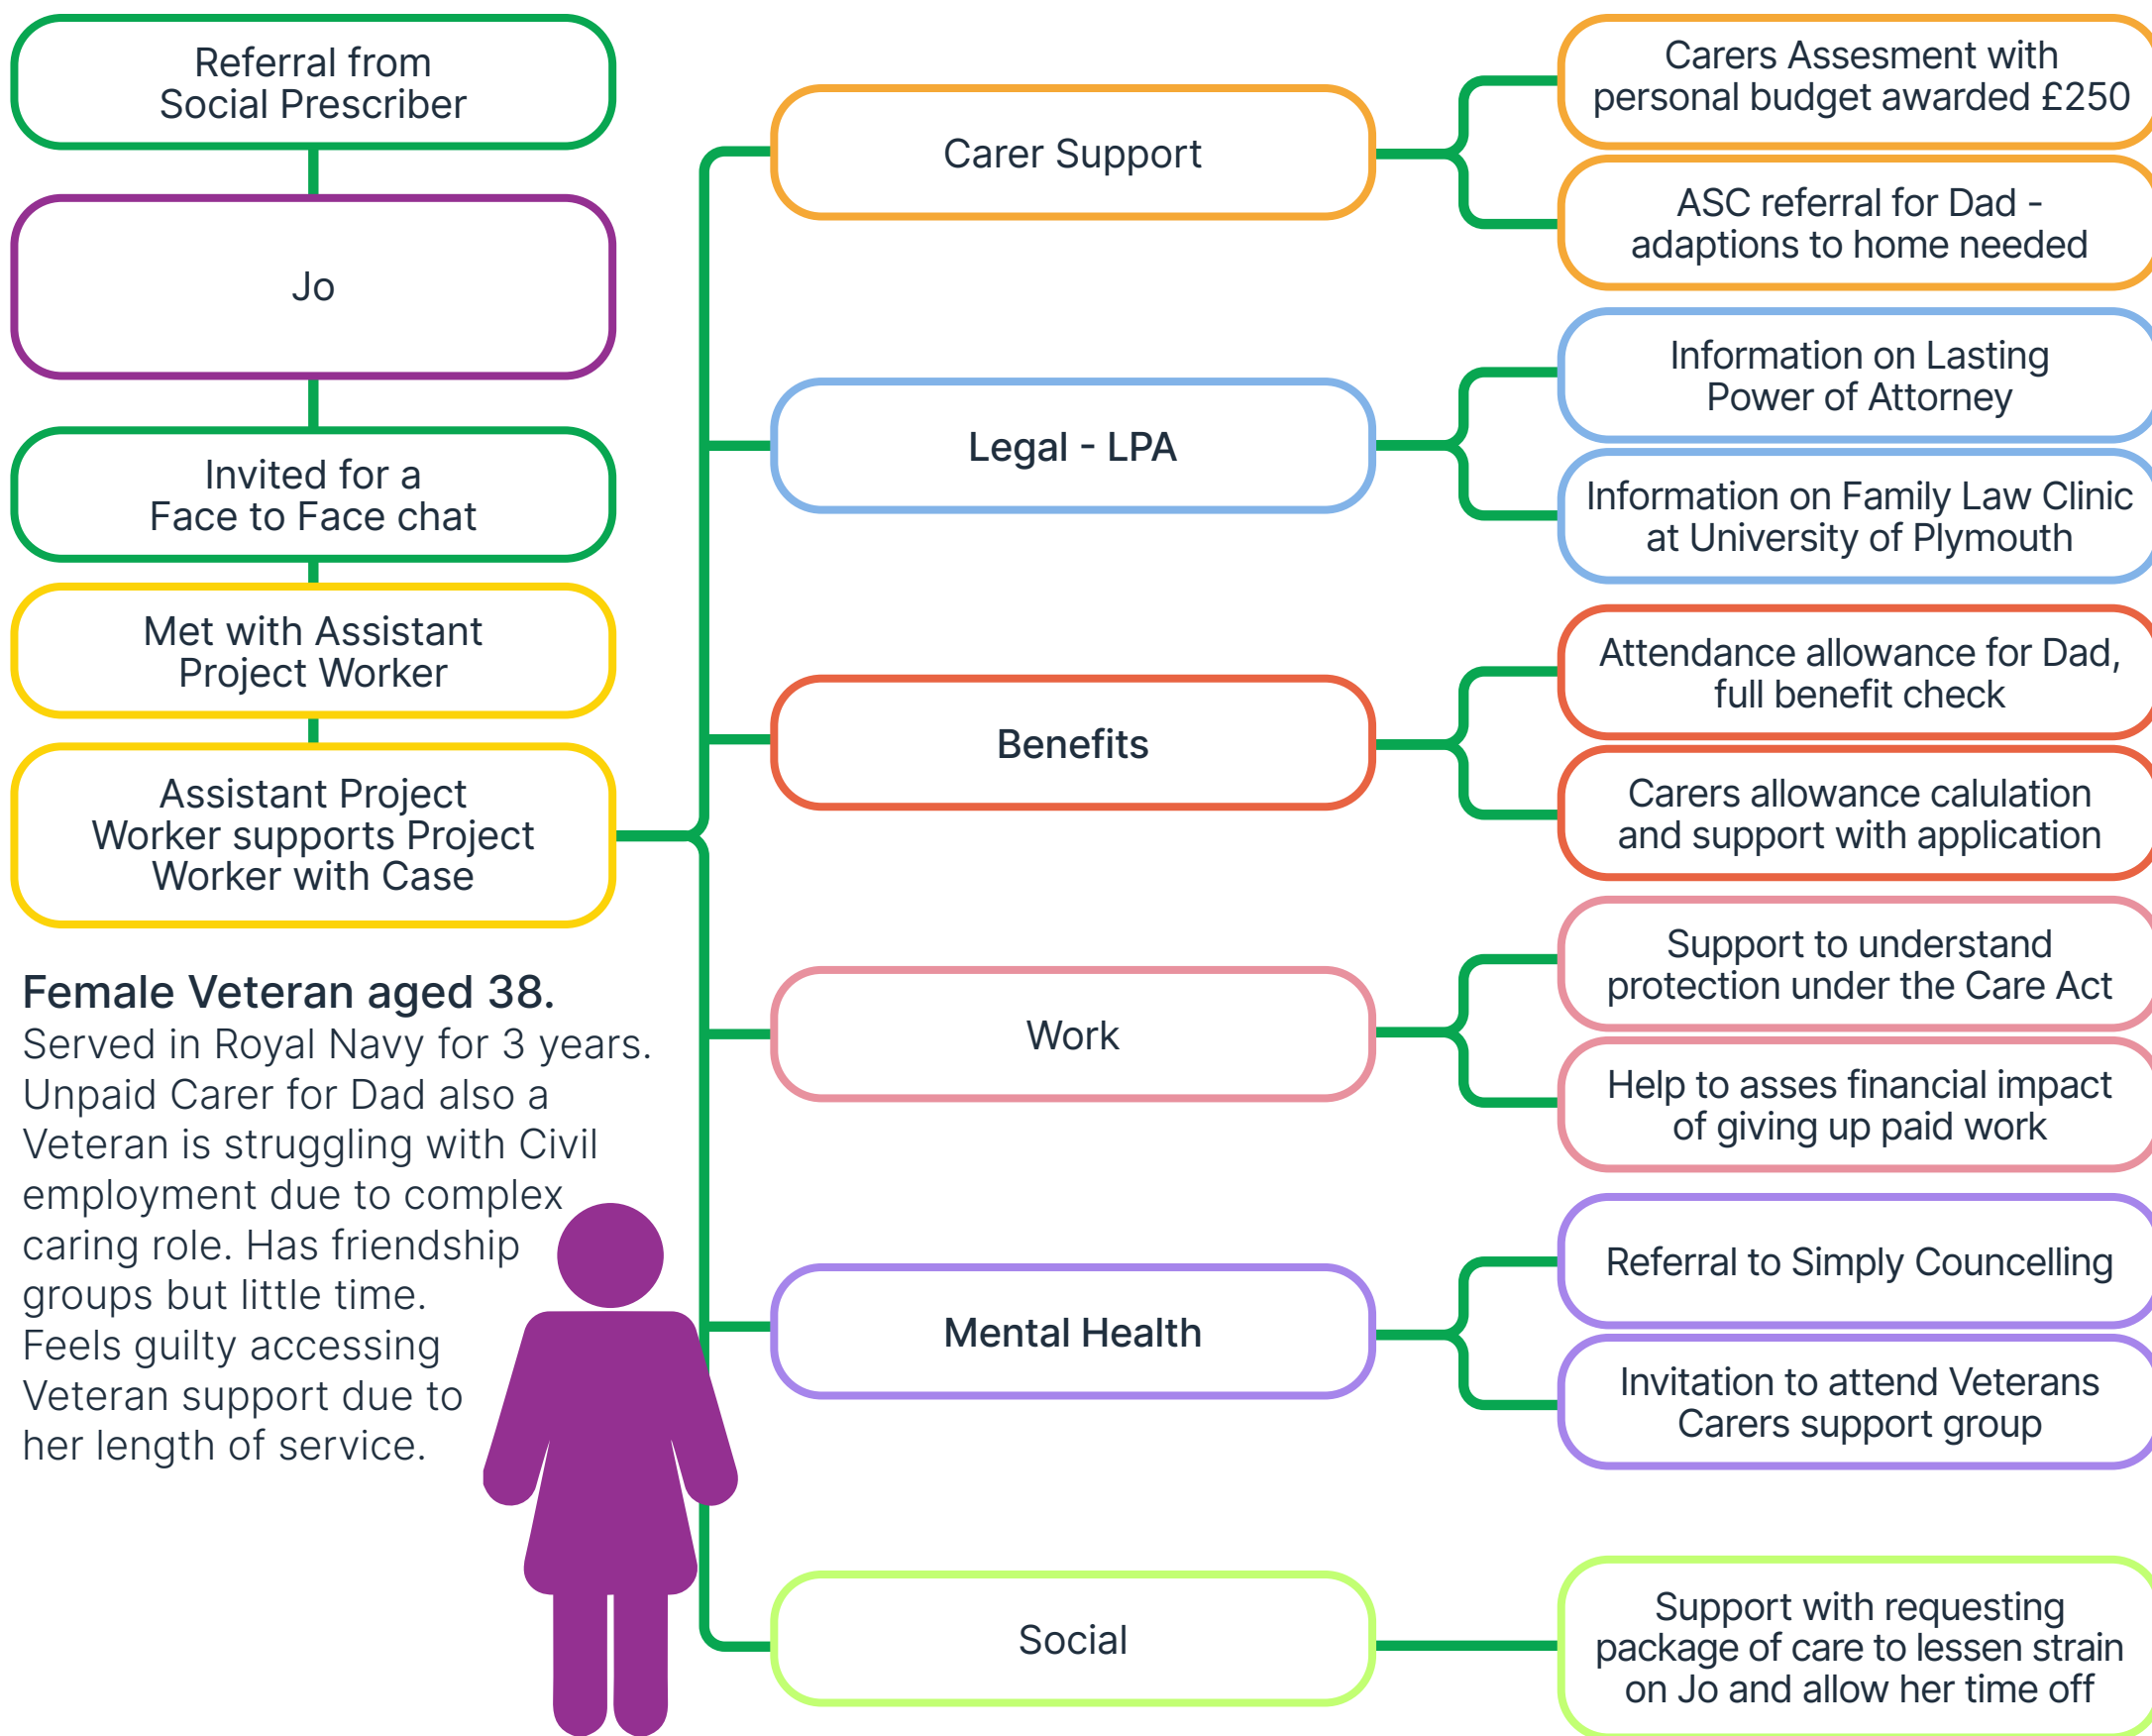 Referral from
Social Prescriber
Jo
Invited for a
Face to Face chat
Met with Assistant
Project Worker
Assistant Project
Worker supports Project
Worker with Case
Female Veteran aged 38.
Served in Royal Navy for 3 years.
Unpaid Carer for Dad also a
Veteran is struggling with Civil
employment due to complex
caring role. Has friendship
groups but little time.
Feels guilty accessing
Veteran support due to
her length of service.
Carer Support
Carers Assesment with
personal budget awarded £250
ASC referral for Dad -
adaptions to home needed
Legal - LPA
Information on Lasting
Power of Attorney
Information on Family Law Clinic
at University of Plymouth
Benefits
Attendance allowance for Dad,
full benefit check
Carers allowance calulation
and support with application
Work
Support to understand
protection under the Care Act
Help to asses financial impact
of giving up paid work
Mental Health
Referral to Simply Councelling
Invitation to attend Veterans
Carers support group
Social
Support with requesting
package of care to lessen strain
on Jo and allow her time off